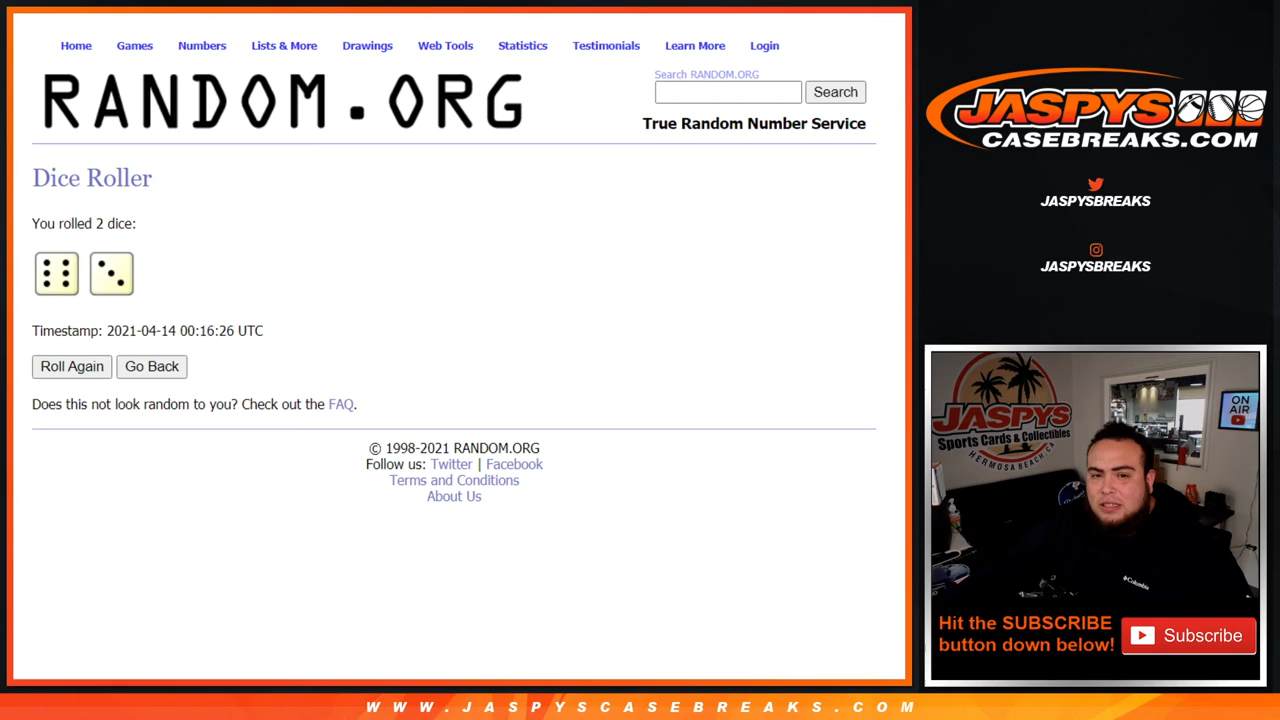 Home Games Numbers Lists & More Drawings Web Tools Statistics Testimonials Learn More Login
RANDOM.ORG
Search RANDOM.ORG
Search
True Random Number Service
Dice Roller
You rolled 2 dice:
Timestamp: 2021-04-14 00:16:26 UTC
Roll Again Go Back
Does this not look random to you? Check out the FAQ.
© 1998-2021 RANDOM.ORG
Follow us: Twitter | Facebook
Terms and Conditions
About Us
JASPYS
CASEBREAKS.COM
JASPYSBREAKS
JASPYSBREAKS
JASPYS
Sports Cards & Collectibles
HERMOSA BEACH, CA
ON
AIR
Columbia
Hit the SUBSCRIBE
button down below!
Subscribe
WWW.JASPYSCASEBREAKS.COM